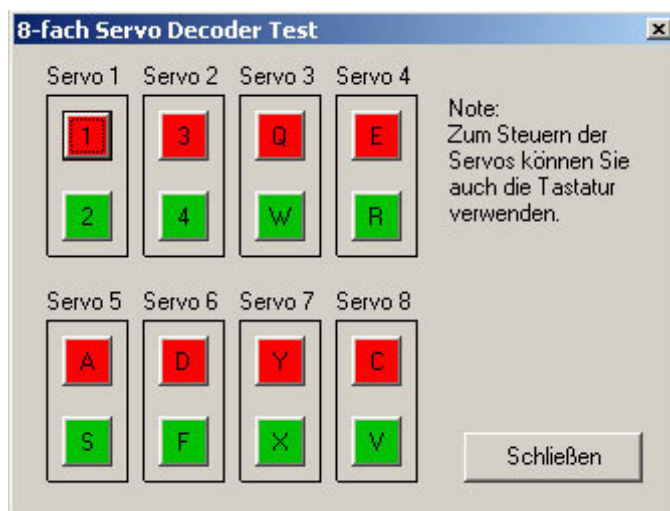 8-fach Servo Decoder Test
Servo 1 Servo 2 Servo 3 Servo 4
1 3 Q E
2 4 W R
Note:
Zum Steuern der
Servos können Sie
auch die Tastatur
verwenden.
Servo 5 Servo 6 Servo 7 Servo 8
A D Y C
S F X V
Schließen